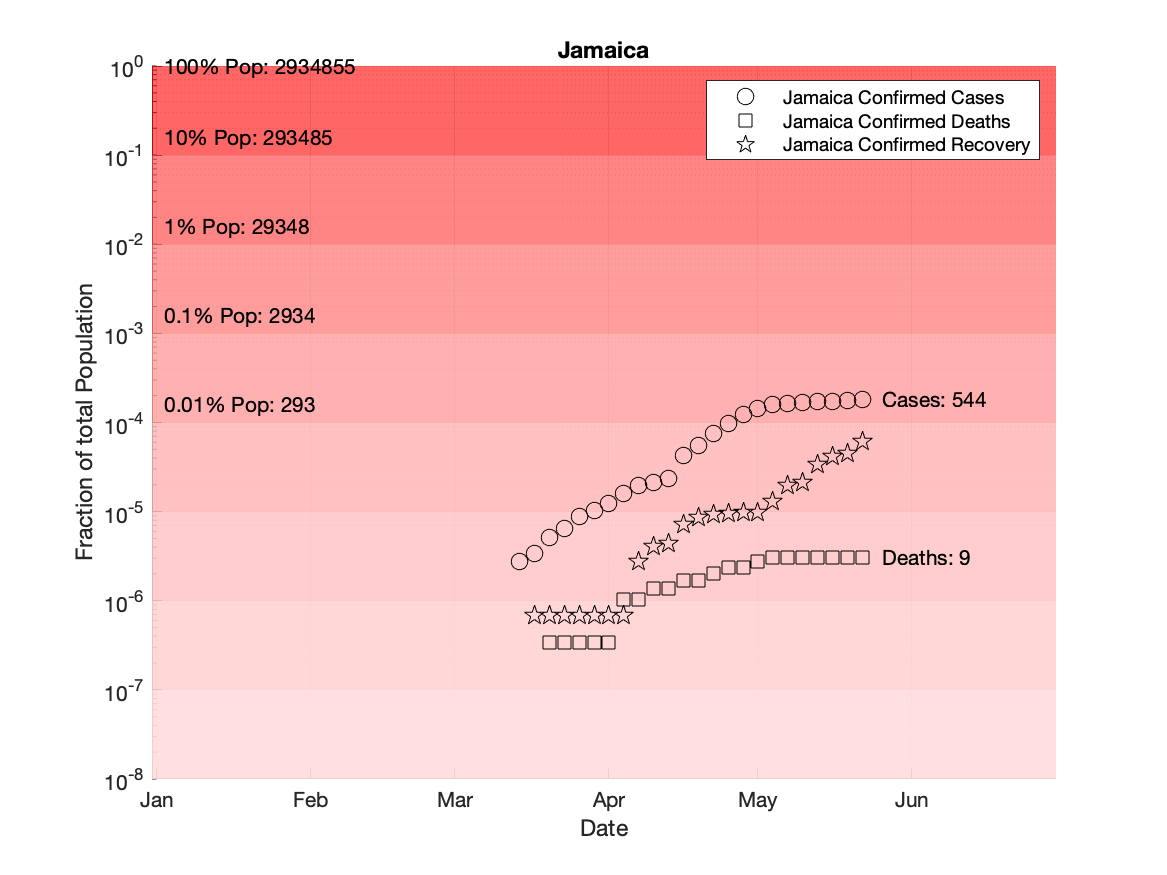 Jamaica
10^0
100% Pop: 2934855
Jamaica Confirmed Cases
Jamaica Confirmed Deaths
Jamaica Confirmed Recovery
10% Pop: 293485
10^-1
1% Pop: 29348
10^-2
0.1% Pop: 2934
10^-3
0.01% Pop: 293
10^-4
Cases: 544
10^-5
Deaths: 9
10^-6
10^-7
10^-8
Fraction of total Population
Jan Feb Mar Apr May Jun
Date